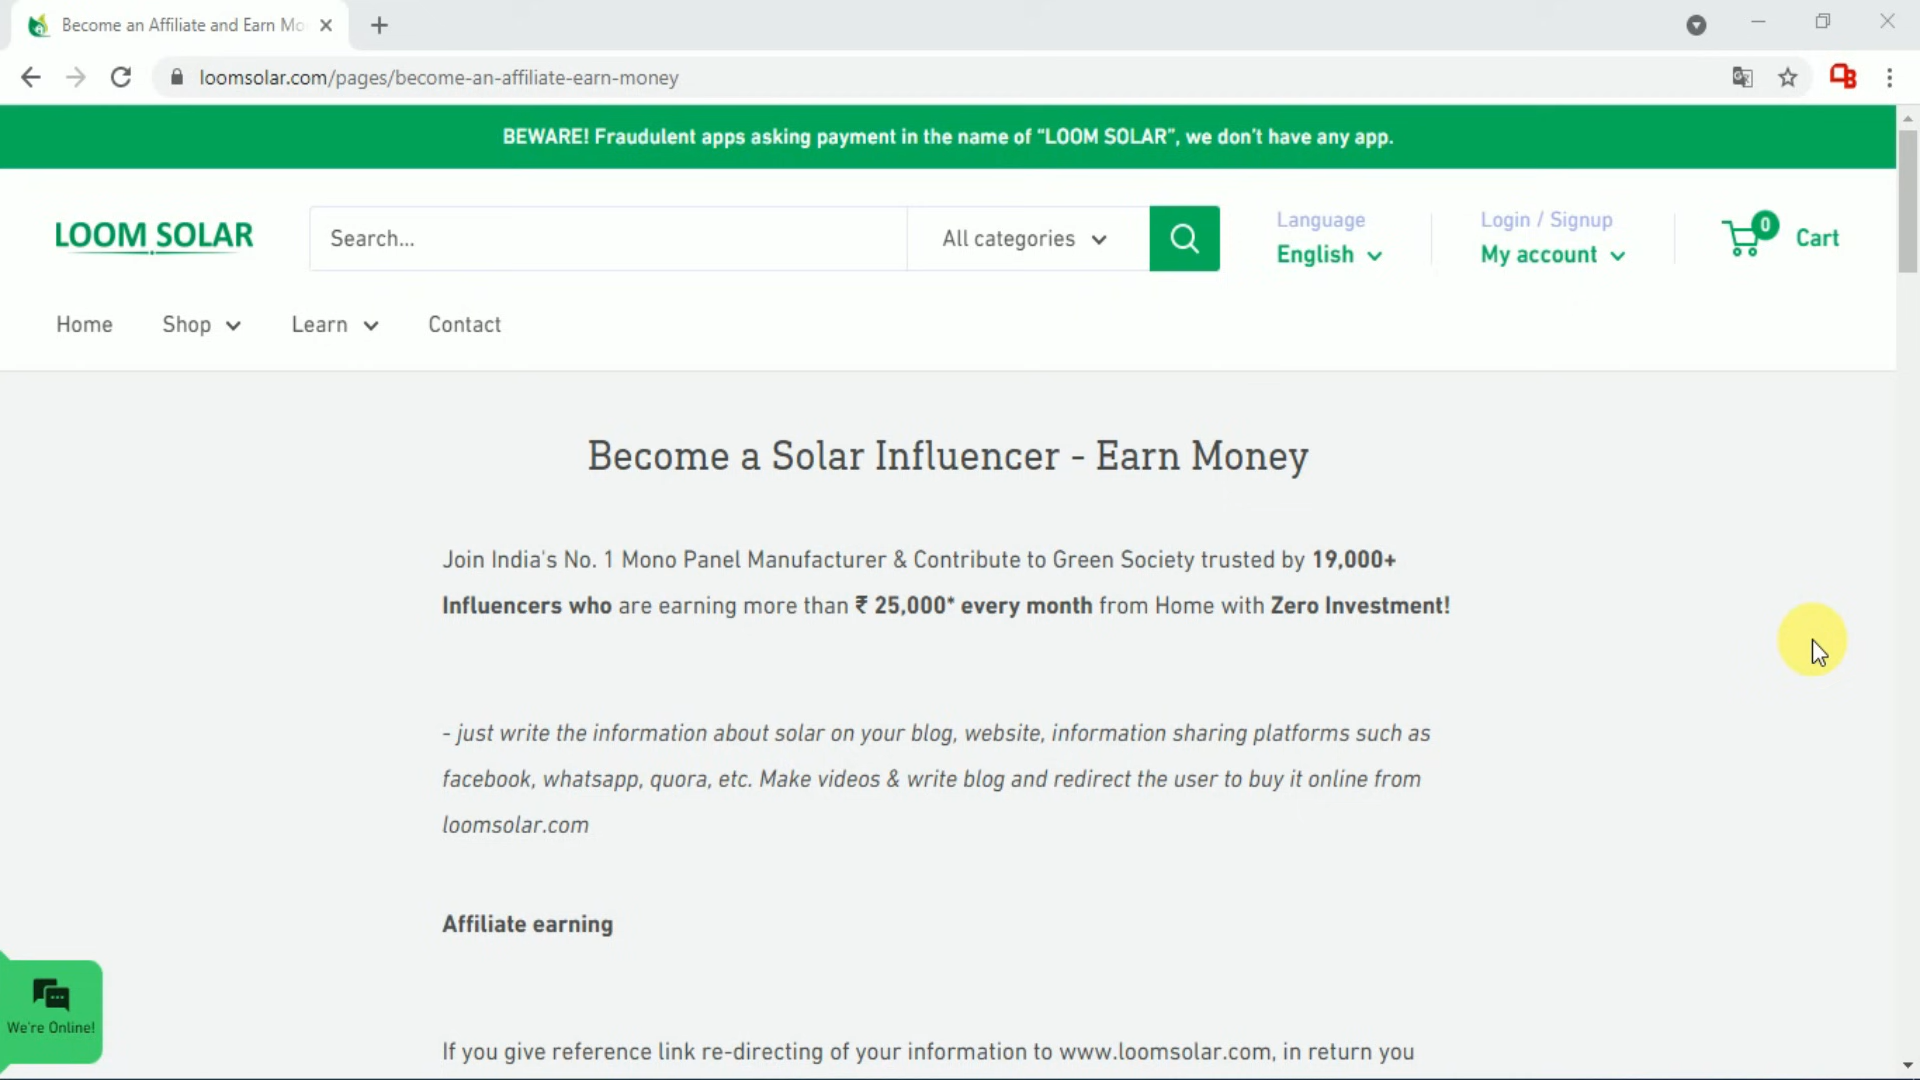 Become an Affiliate and Earn Mo
loomsolar.com/pages/become-an-affiliate-earn-money
BEWARE! Fraudulent apps asking payment in the name of “LOOM SOLAR”, we don’t have any app.
LOOM SOLAR
Search...
All categories
Language
English
Login / Signup
My account
0
Cart
Home
Shop
Learn
Contact
Become a Solar Influencer - Earn Money
Join India's No. 1 Mono Panel Manufacturer & Contribute to Green Society trusted by 19,000+
Influencers who are earning more than ₹ 25,000* every month from Home with Zero Investment!
- just write the information about solar on your blog, website, information sharing platforms such as
facebook, whatsapp, quora, etc. Make videos & write blog and redirect the user to buy it online from
loomsolar.com
Affiliate earning
We're Online!
If you give reference link re-directing of your information to www.loomsolar.com, in return you